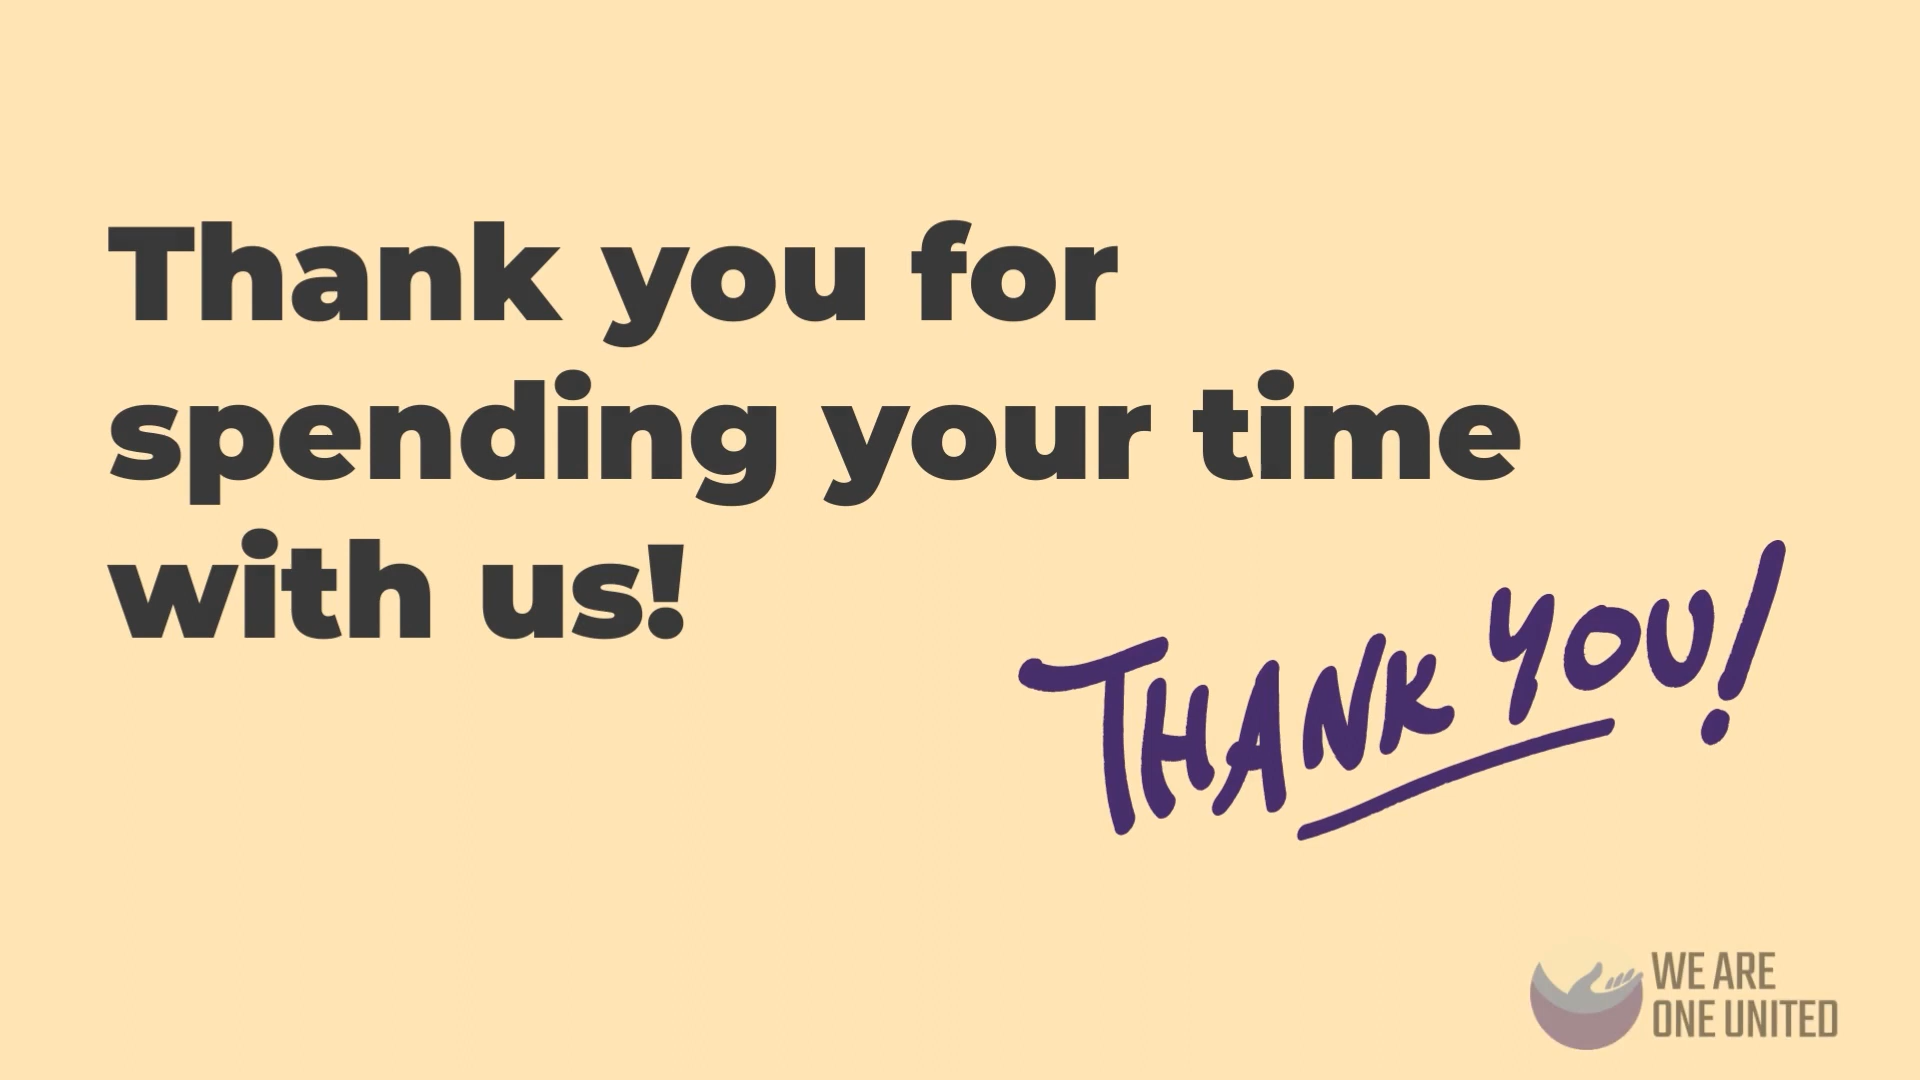 Thank you for
spending your time
with us!
THANK YOU!
WE ARE
ONE UNITED